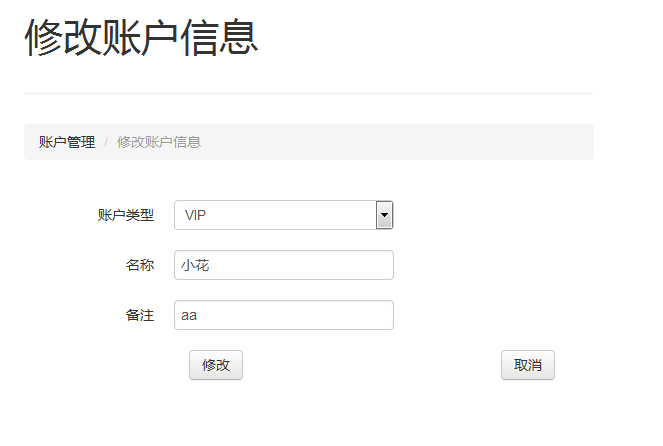 修改账户信息
账户管理 / 修改账户信息
账户类型 VIP
名称 小花
备注 aa
修改 取消